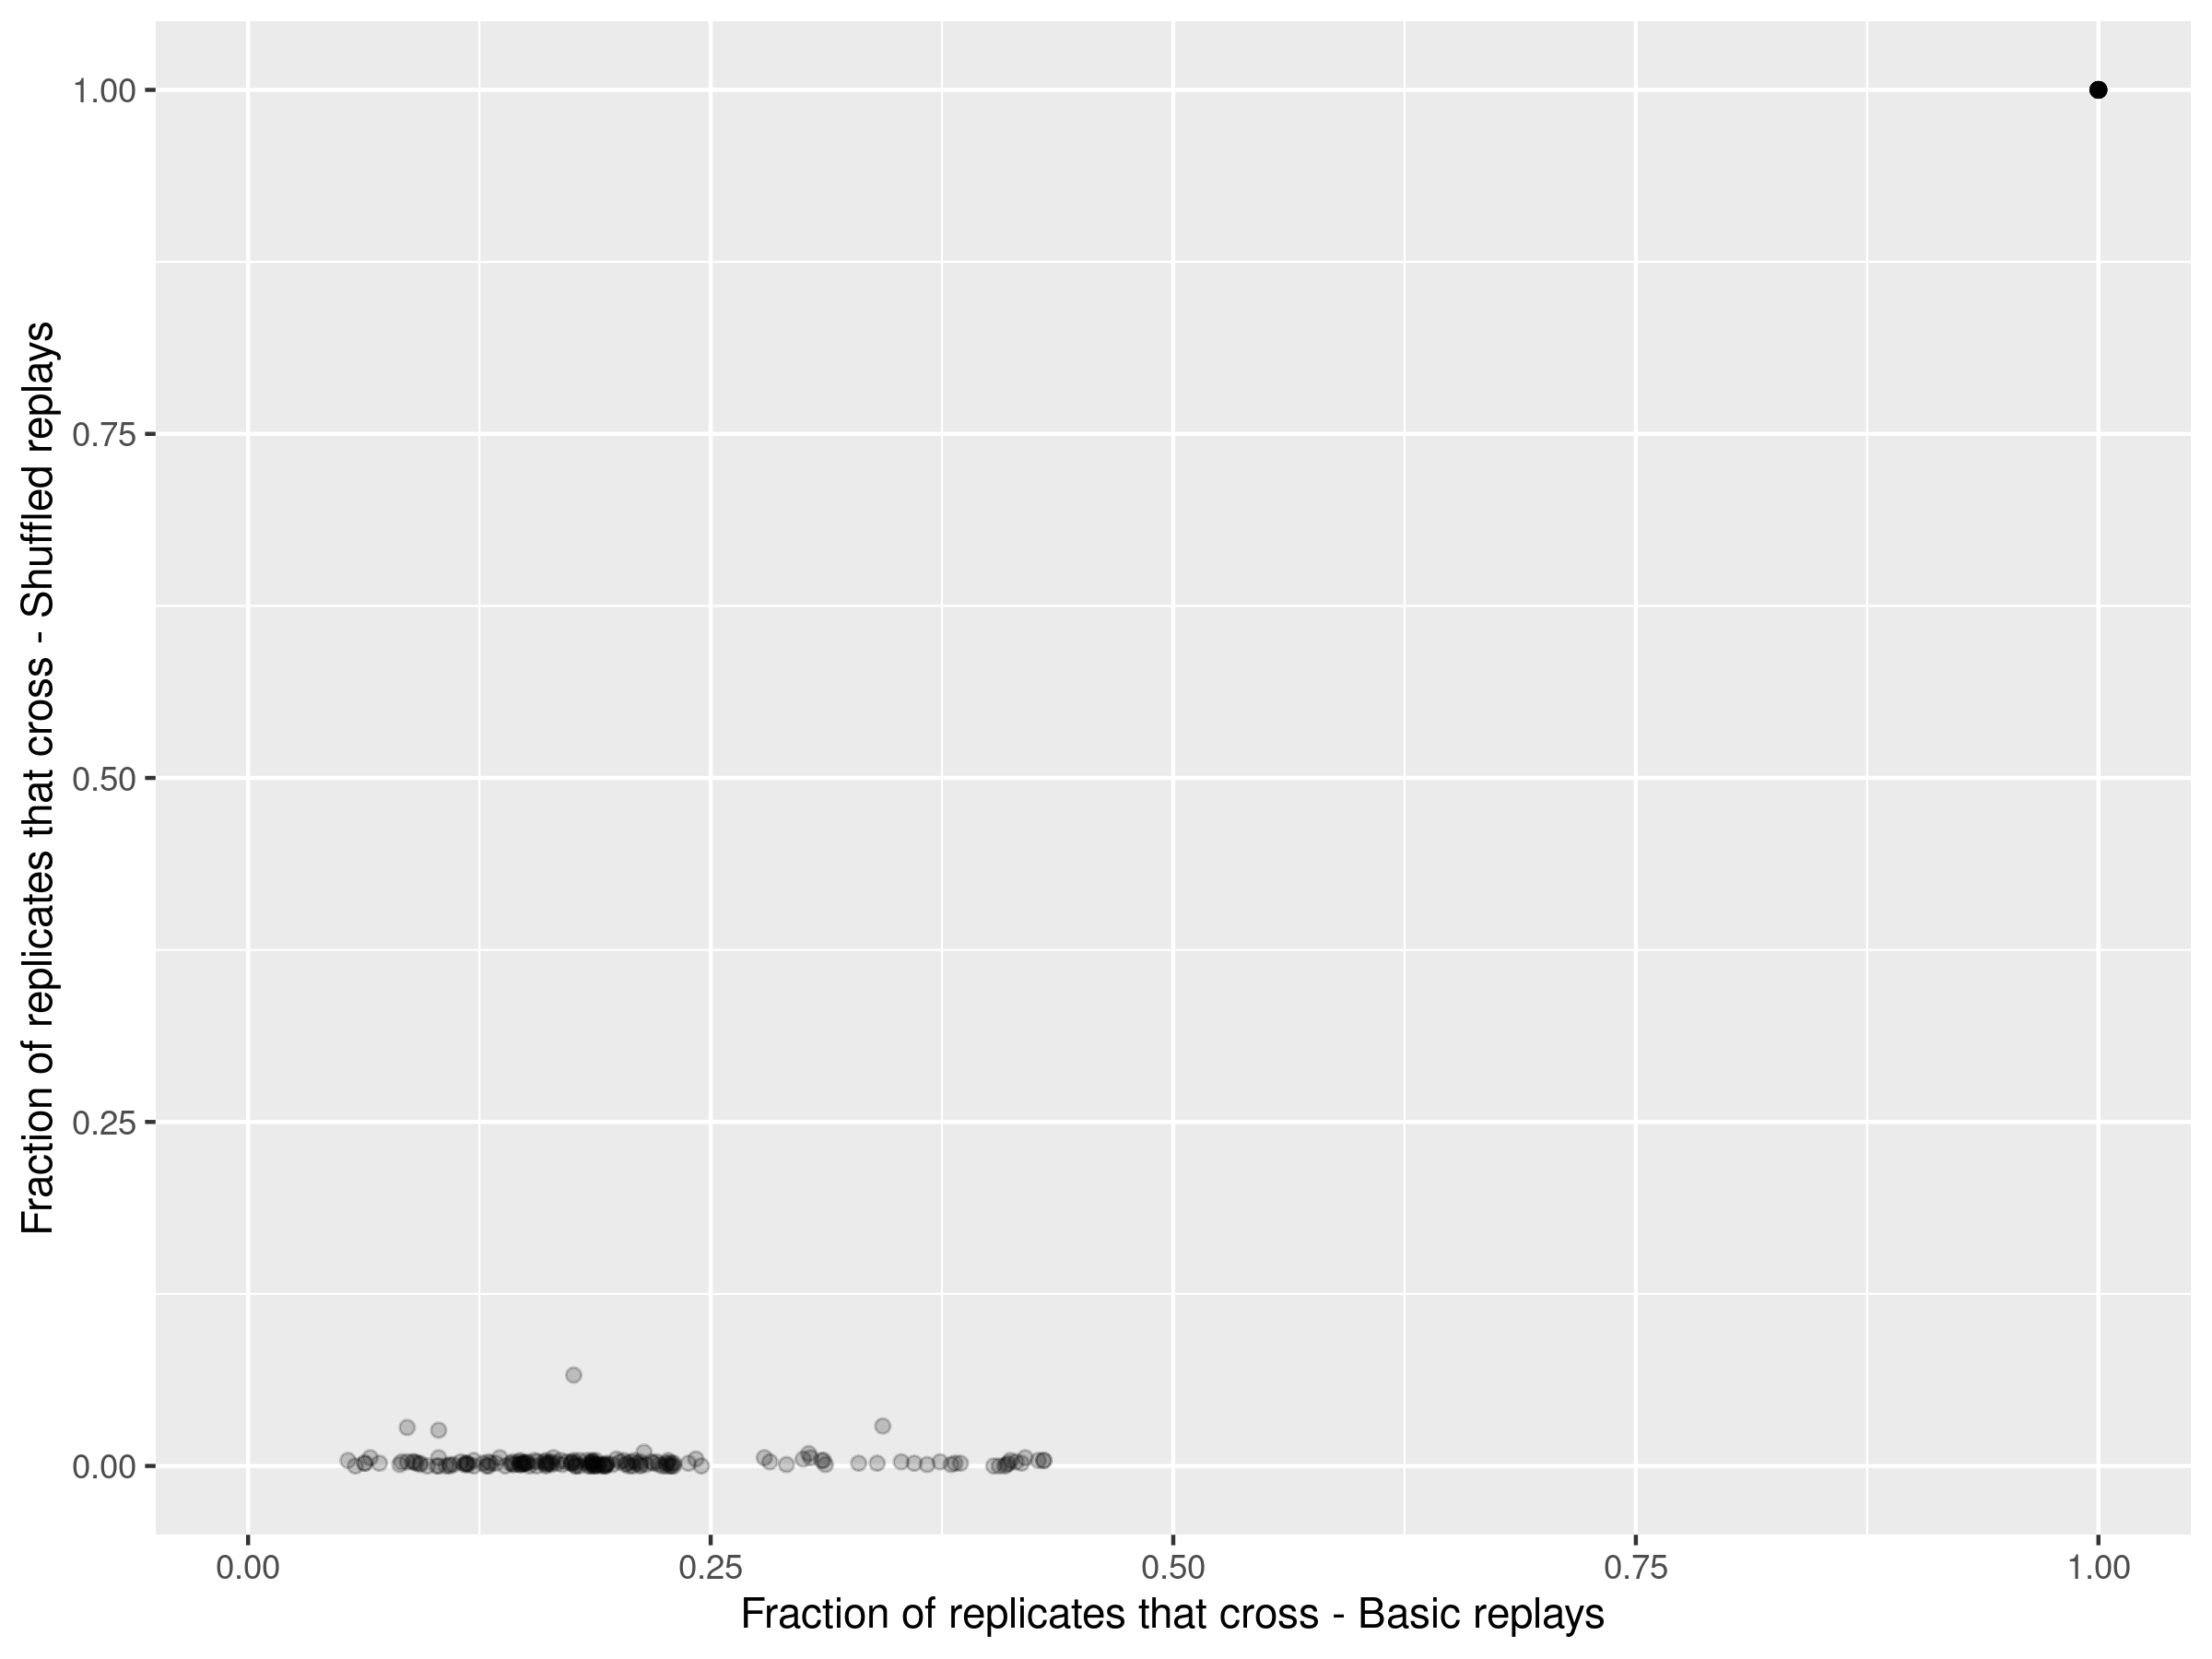 1.00
0.75
0.50
0.25
0.00
Fraction of replicates that cross - Shuffled replays
0.00 0.25 0.50 0.75 1.00
Fraction of replicates that cross - Basic replays